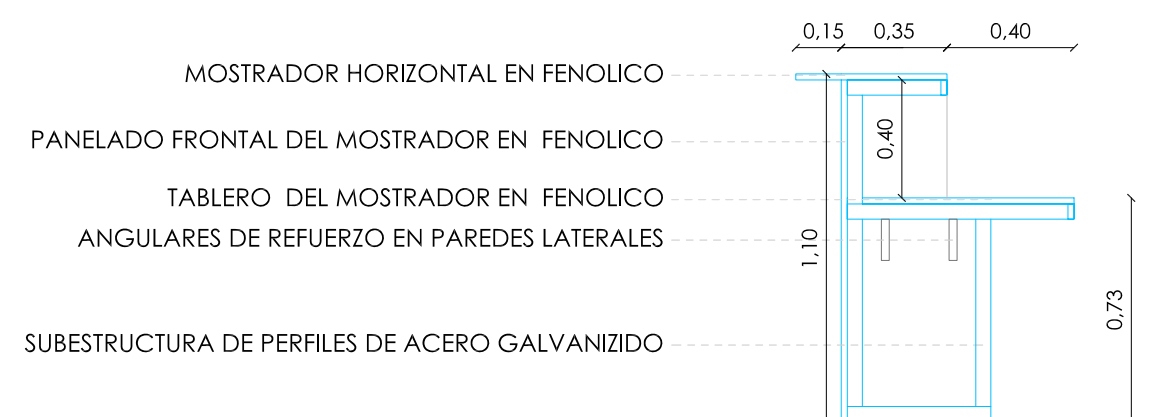 0,15 0,35 0,40
MOSTRADOR HORIZONTAL EN FENOLICO
PANELADO FRONTAL DEL MOSTRADOR EN FENOLICO
0,40
TABLERO DEL MOSTRADOR EN FENOLICO
ANGULARES DE REFUERZO EN PAREDES LATERALES
1,10
0,73
SUBESTRUCTURA DE PERFILES DE ACERO GALVANIZIDO